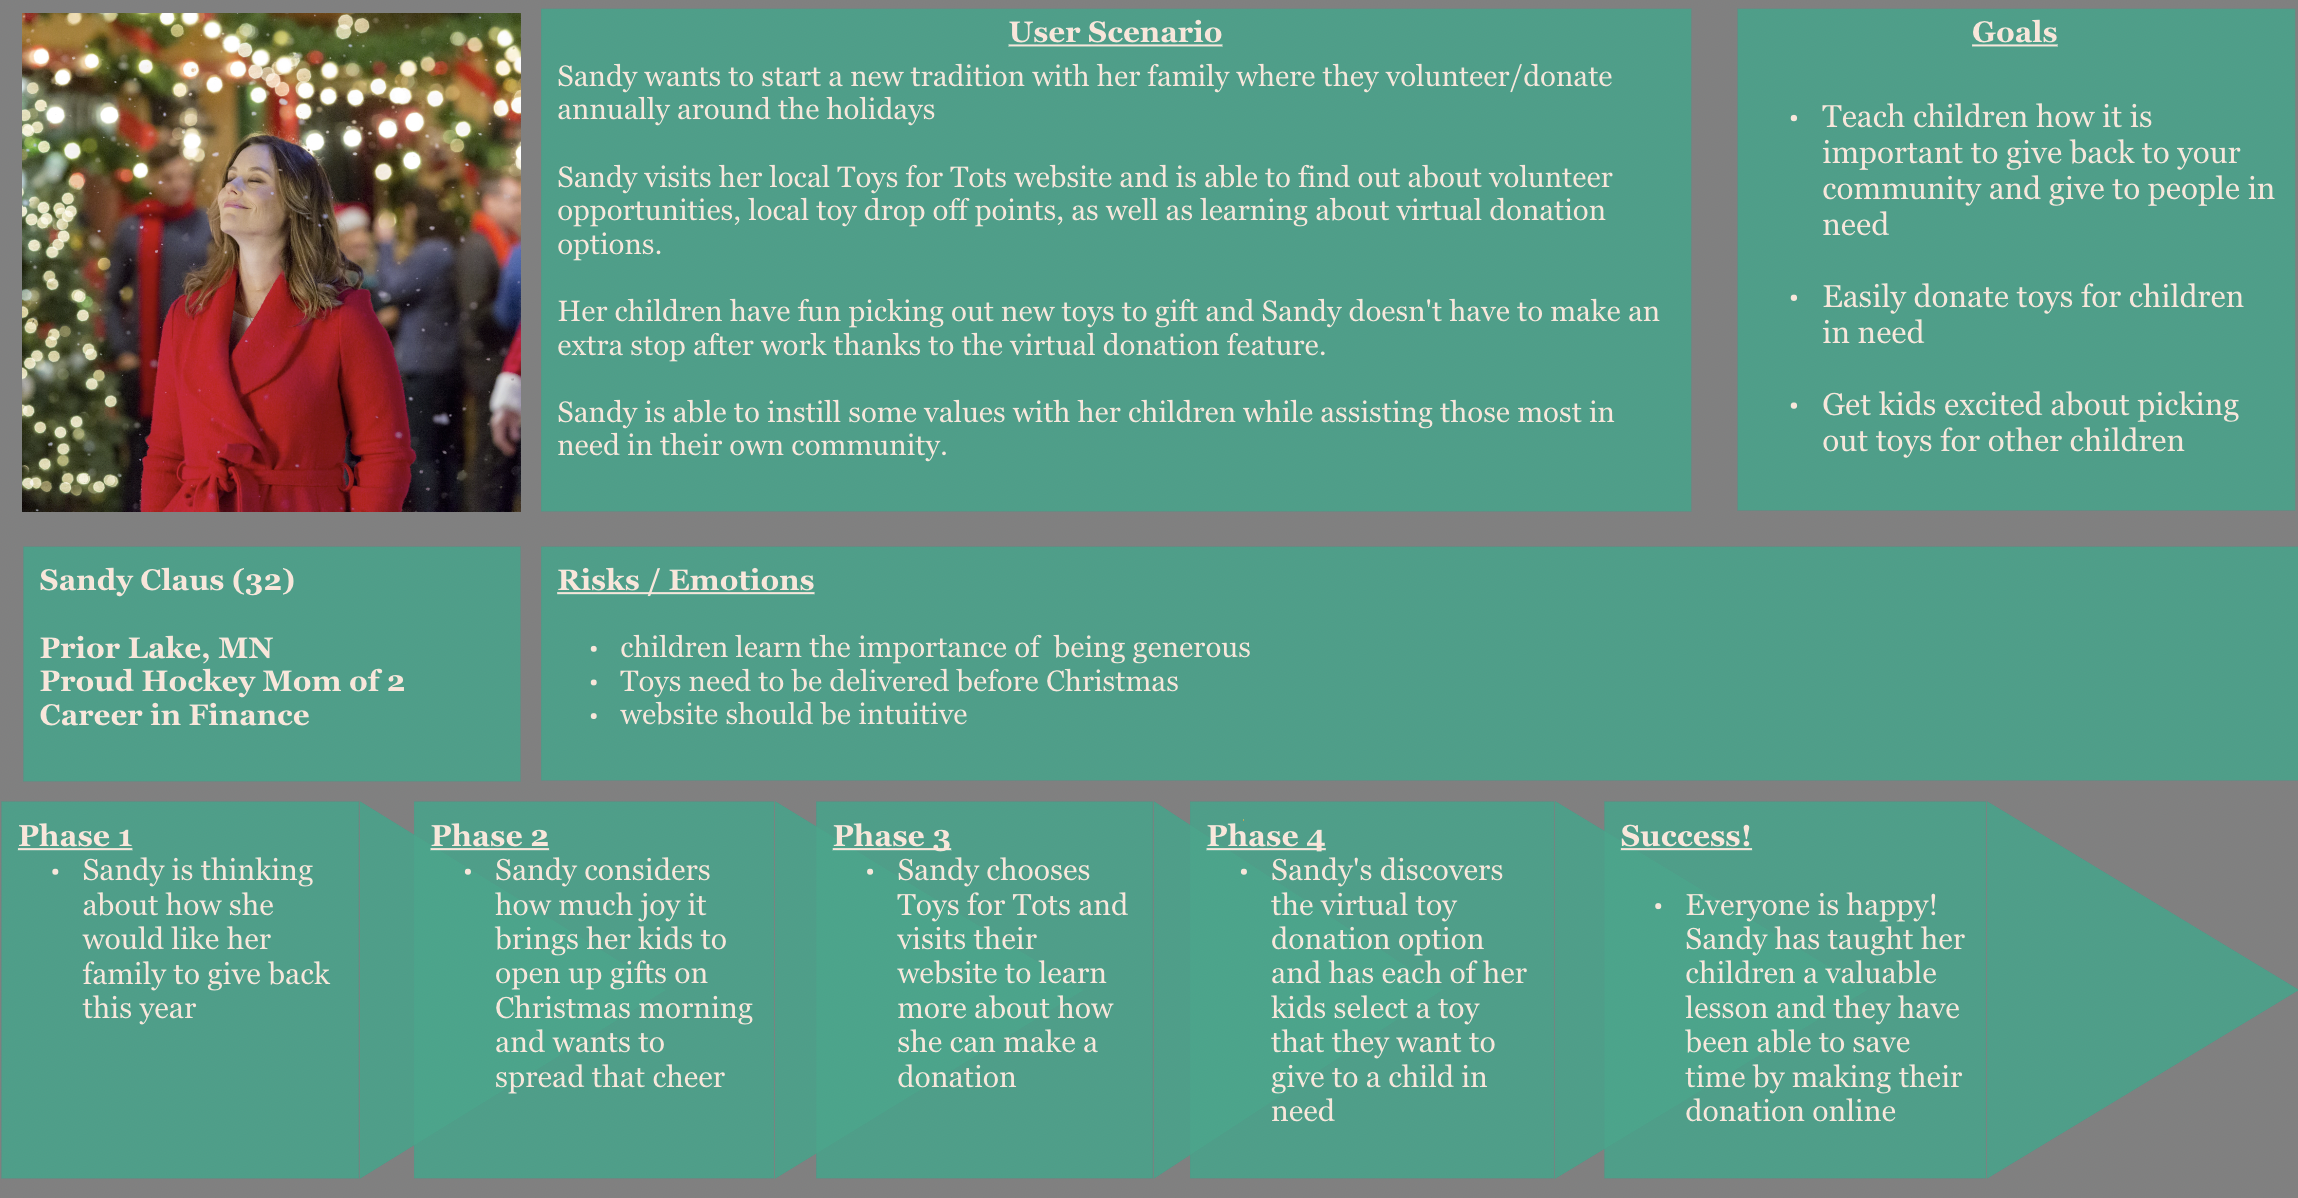 User Scenario
Sandy wants to start a new tradition with her family where they volunteer/donate
annually around the holidays
Sandy visits her local Toys for Tots website and is able to find out about volunteer
opportunities, local toy drop off points, as well as learning about virtual donation
options.
Her children have fun picking out new toys to gift and Sandy doesn't have to make an
extra stop after work thanks to the virtual donation feature.
Sandy is able to instill some values with her children while assisting those most in
need in their own community.
Goals
• Teach children how it is
important to give back to your
community and give to people in
need
• Easily donate toys for children
in need
• Get kids excited about picking
out toys for other children
Sandy Claus (32)
Prior Lake, MN
Proud Hockey Mom of 2
Career in Finance
Risks / Emotions
• children learn the importance of  being generous
• Toys need to be delivered before Christmas
• website should be intuitive
Phase 1
• Sandy is thinking
about how she
would like her
family to give back
this year
Phase 2
• Sandy considers
how much joy it
brings her kids to
open up gifts on
Christmas morning
and wants to
spread that cheer
Phase 3
• Sandy chooses
Toys for Tots and
visits their
website to learn
more about how
she can make a
donation
Phase 4
• Sandy's discovers
the virtual toy
donation option
and has each of her
kids select a toy
that they want to
give to a child in
need
Success!
• Everyone is happy!
Sandy has taught her
children a valuable
lesson and they have
been able to save
time by making their
donation online